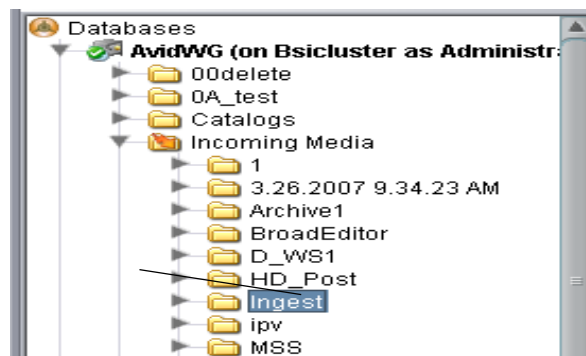 Databases
AvidWG (on Bsicluster as Administr
00delete
0A_test
Catalogs
Incoming Media
1
3.26.2007 9.34.23 AM
Archive1
BroadEditor
D_WS1
HD_Post
Ingest
ipv
MSS